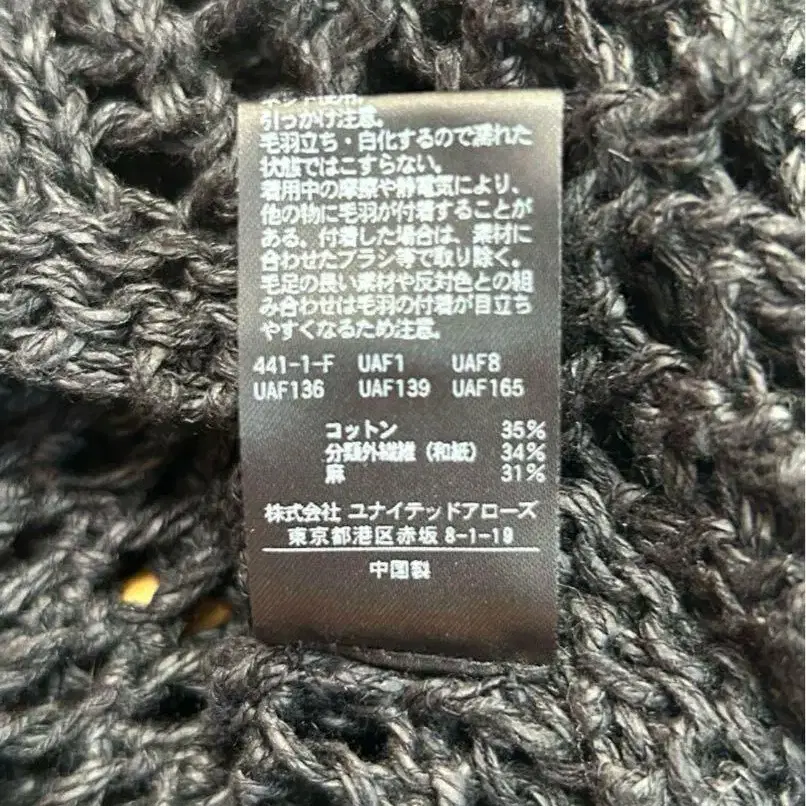 引っかけ注意。
毛羽立ち・白化するので濡れた
状態ではこすらない。
着用中の摩擦や静電気により、
他の物に毛羽が付着することが
ある。付着した場合は、素材に
合わせたブラシ等で取り除く。
毛足の長い素材や反対色との組
み合わせは毛羽の付着が目立ち
やすくなるため注意。
441-1-F UAF1 UAF8
UAF136 UAF139 UAF165
コットン 35%
分類外繊維（和紙） 34%
麻 31%
株式会社 ユナイテッドアローズ
東京都港区赤坂 8-1-19
中国製